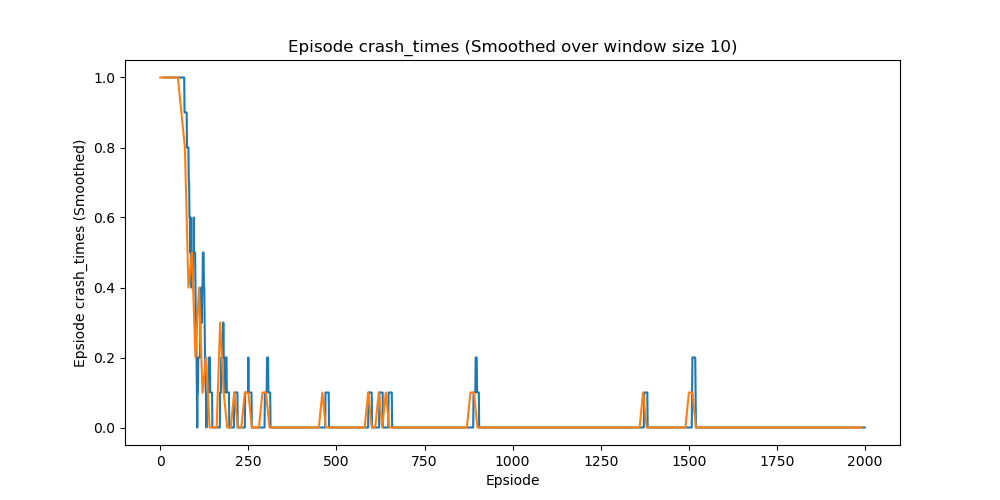 Episode crash_times (Smoothed over window size 10)
Epsiode crash_times (Smoothed)
1.0
0.8
0.6
0.4
0.2
0.0
0 250 500 750 1000 1250 1500 1750 2000
Epsiode